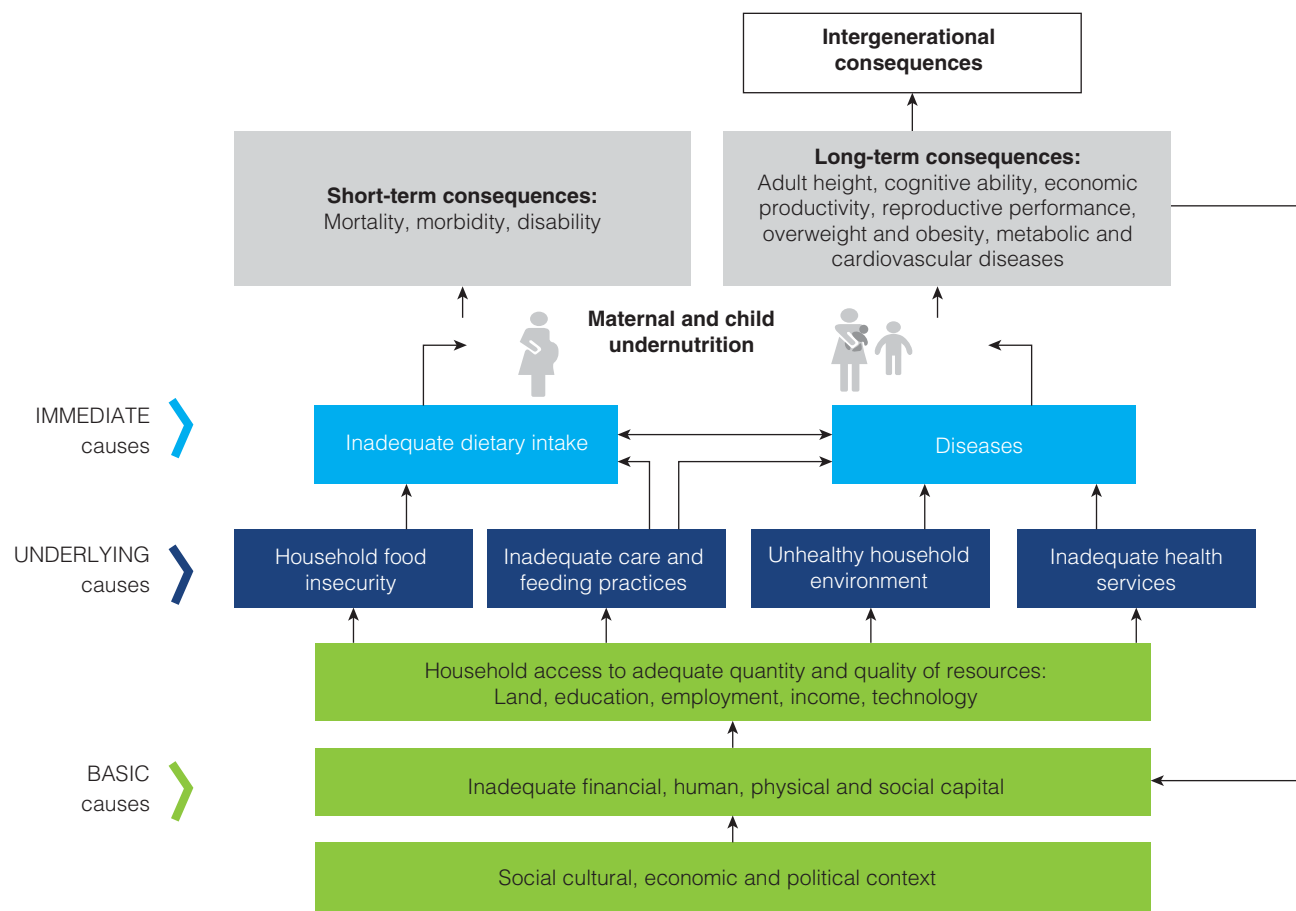 Intergenerational
consequences
Short-term consequences:
Mortality, morbidity, disability
Long-term consequences:
Adult height, cognitive ability, economic
productivity, reproductive performance,
overweight and obesity, metabolic and
cardiovascular diseases
Maternal and child
undernutrition
IMMEDIATE
causes
Inadequate dietary intake
Diseases
UNDERLYING
causes
Household food
insecurity
Inadequate care and
feeding practices
Unhealthy household
environment
Inadequate health
services
Household access to adequate quantity and quality of resources:
Land, education, employment, income, technology
BASIC
causes
Inadequate financial, human, physical and social capital
Social cultural, economic and political context